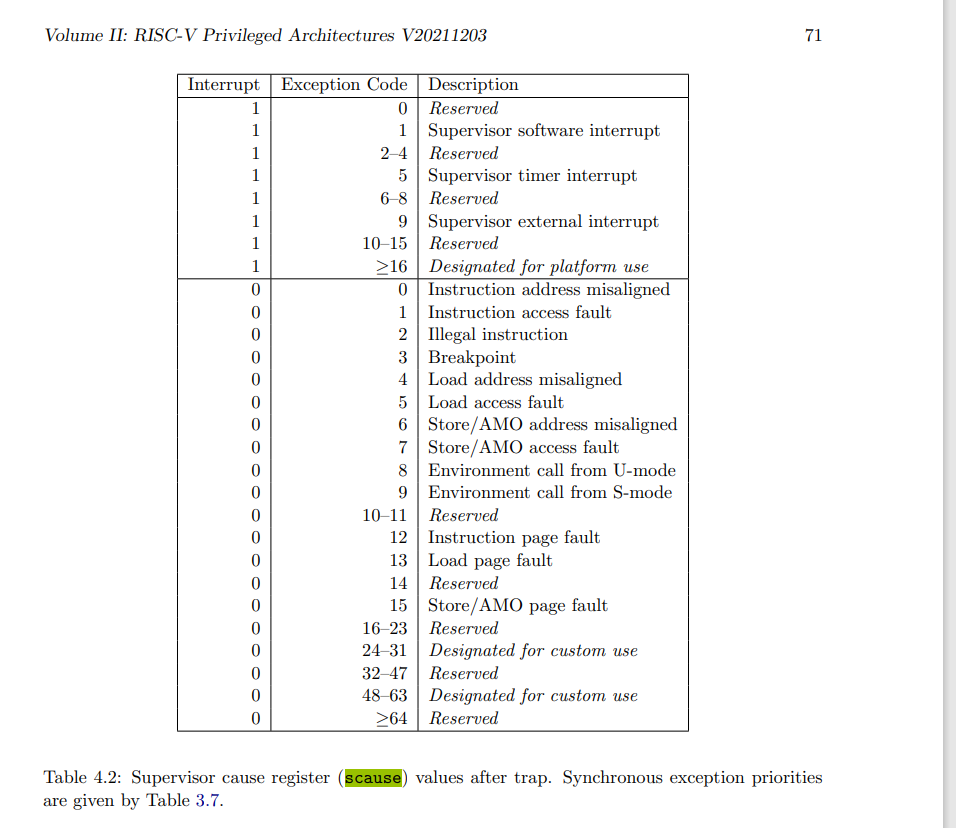 Volume II: RISC-V Privileged Architectures V20211203 71
Interrupt Exception Code Description
1 0 Reserved
1 1 Supervisor software interrupt
1 2–4 Reserved
1 5 Supervisor timer interrupt
1 6–8 Reserved
1 9 Supervisor external interrupt
1 10–15 Reserved
1 ≥16 Designated for platform use
0 0 Instruction address misaligned
0 1 Instruction access fault
0 2 Illegal instruction
0 3 Breakpoint
0 4 Load address misaligned
0 5 Load access fault
0 6 Store/AMO address misaligned
0 7 Store/AMO access fault
0 8 Environment call from U-mode
0 9 Environment call from S-mode
0 10–11 Reserved
0 12 Instruction page fault
0 13 Load page fault
0 14 Reserved
0 15 Store/AMO page fault
0 16–23 Reserved
0 24–31 Designated for custom use
0 32–47 Reserved
0 48–63 Designated for custom use
0 ≥64 Reserved
Table 4.2: Supervisor cause register (scause) values after trap. Synchronous exception priorities
are given by Table 3.7.